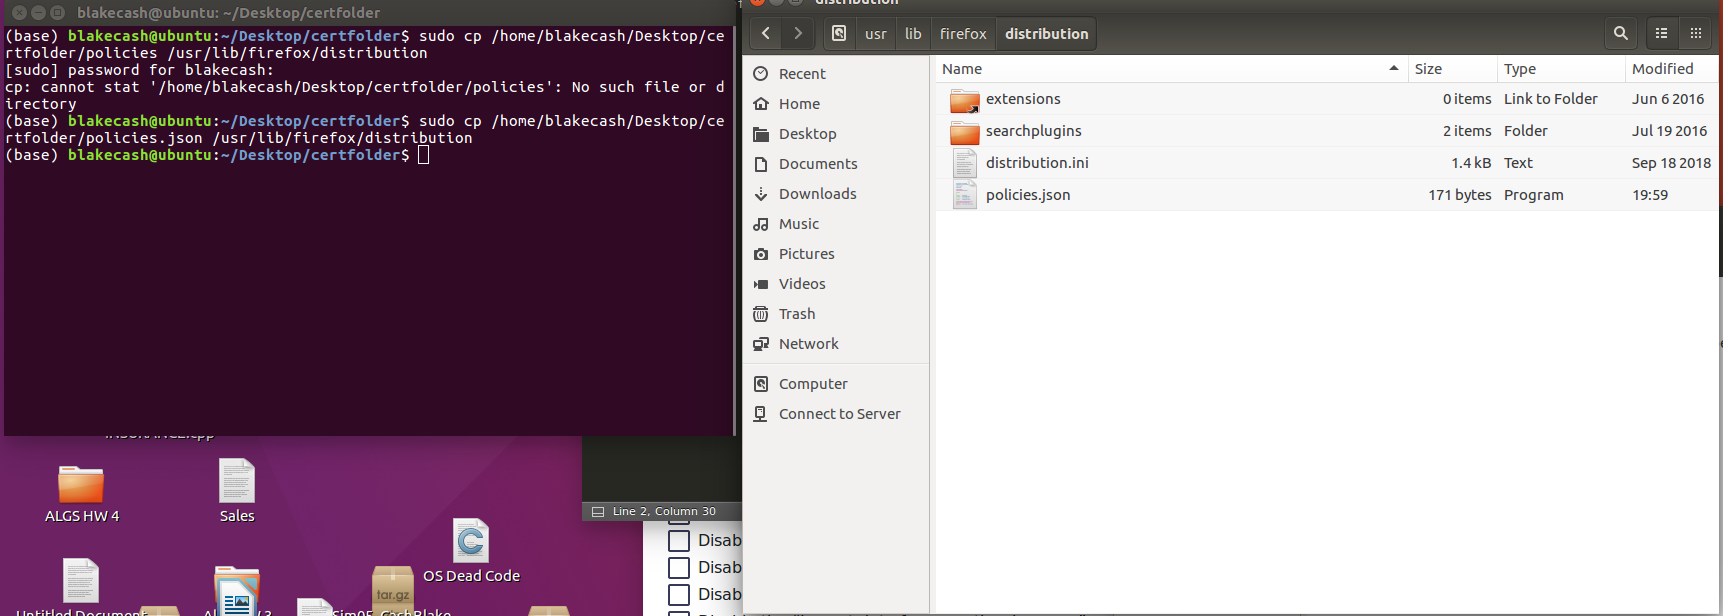 blakecash@ubuntu: ~/Desktop/certfolder
(base) blakecash@ubuntu:~/Desktop/certfolder$ sudo cp /home/blakecash/Desktop/ce
rtfolder/policies /usr/lib/firefox/distribution
[sudo] password for blakecash:
cp: cannot stat '/home/blakecash/Desktop/certfolder/policies': No such file or d
irectory
(base) blakecash@ubuntu:~/Desktop/certfolder$ sudo cp /home/blakecash/Desktop/ce
rtfolder/policies.json /usr/lib/firefox/distribution
(base) blakecash@ubuntu:~/Desktop/certfolder$
ALGS HW 4
Sales
OS Dead Code
tar.gz
Line 2, Column 30
Disab
Disab
Disab
distribution
usr lib firefox distribution
Recent
Home
Desktop
Documents
Downloads
Music
Pictures
Videos
Trash
Network
Computer
Connect to Server
Name Size Type Modified
extensions 0 items Link to Folder Jun 6 2016
searchplugins 2 items Folder Jul 19 2016
distribution.ini 1.4 kB Text Sep 18 2018
policies.json 171 bytes Program 19:59